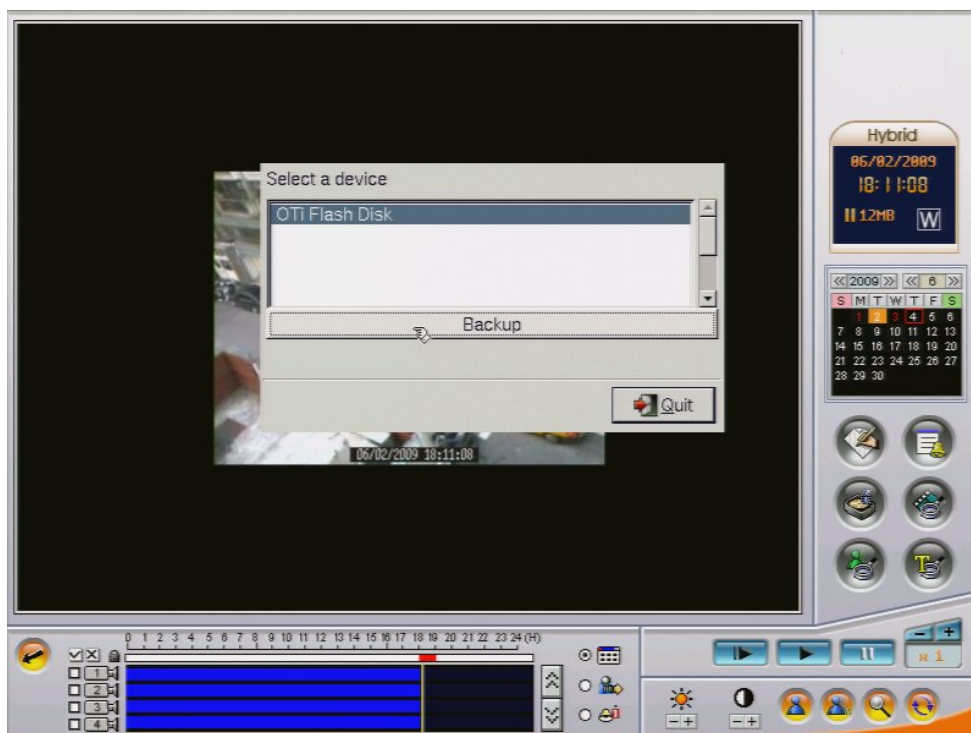 Select a device
OTi Flash Disk
Backup
Quit
06/02/2009 18:11:08
Hybrid
06/02/2009
18:11:08
12MB W
2009 6
S M T W T F S
1 2 3 4 5 6
7 8 9 10 11 12 13
14 15 16 17 18 19 20
21 22 23 24 25 26 27
28 29 30
T
0 1 2 3 4 5 6 7 8 9 10 11 12 13 14 15 16 17 18 19 20 21 22 23 24 (H)
1
2
3
4
- +
x 1
- +
- +